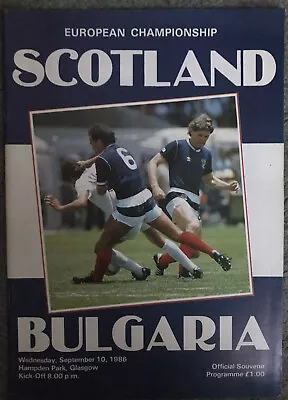 EUROPEAN CHAMPIONSHIP
SCOTLAND
6
BULGARIA
Wednesday, September 10, 1986
Hampden Park, Glasgow
Kick-Off 8.00 p.m.
Official Souvenir
Programme £1.00